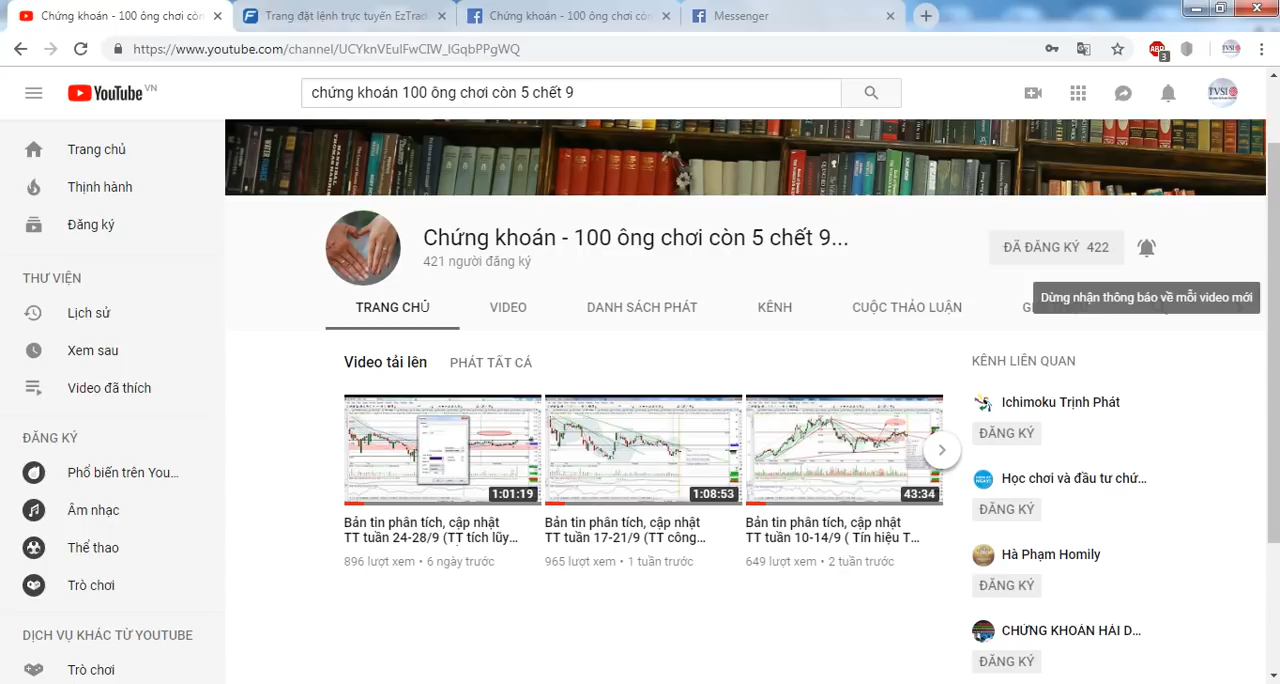 Chứng khoán - 100 ông chơi còn
Trang đặt lệnh trực tuyến EzTrad
Chứng khoán - 100 ông chơi còn
Messenger
https://www.youtube.com/channel/UCYknVEulFwCIW_lGqbPPgWQ
ABP
3
TVSI
YouTube VN
chứng khoán 100 ông chơi còn 5 chết 9
TVSI
Trang chủ
Thịnh hành
Đăng ký
THƯ VIỆN
Lịch sử
Xem sau
Video đã thích
ĐĂNG KÝ
Phổ biến trên You...
Âm nhạc
Thể thao
Trò chơi
DỊCH VỤ KHÁC TỪ YOUTUBE
Trò chơi
Chứng khoán - 100 ông chơi còn 5 chết 9...
421 người đăng ký
ĐÃ ĐĂNG KÝ 422
Dừng nhận thông báo về mỗi video mới
TRANG CHỦ
VIDEO
DANH SÁCH PHÁT
KÊNH
CUỘC THẢO LUẬN
Video tải lên
PHÁT TẤT CẢ
1:01:19
Bản tin phân tích, cập nhật
TT tuần 24-28/9 (TT tích lũy...
896 lượt xem • 6 ngày trước
1:08:53
Bản tin phân tích, cập nhật
TT tuần 17-21/9 (TT công...
965 lượt xem • 1 tuần trước
43:34
Bản tin phân tích, cập nhật
TT tuần 10-14/9 ( Tín hiệu T...
649 lượt xem • 2 tuần trước
KÊNH LIÊN QUAN
Ichimoku Trịnh Phát
ĐĂNG KÝ
Học chơi và đầu tư chứ...
ĐĂNG KÝ
Hà Phạm Homily
ĐĂNG KÝ
CHỨNG KHOÁN HẢI D...
ĐĂNG KÝ